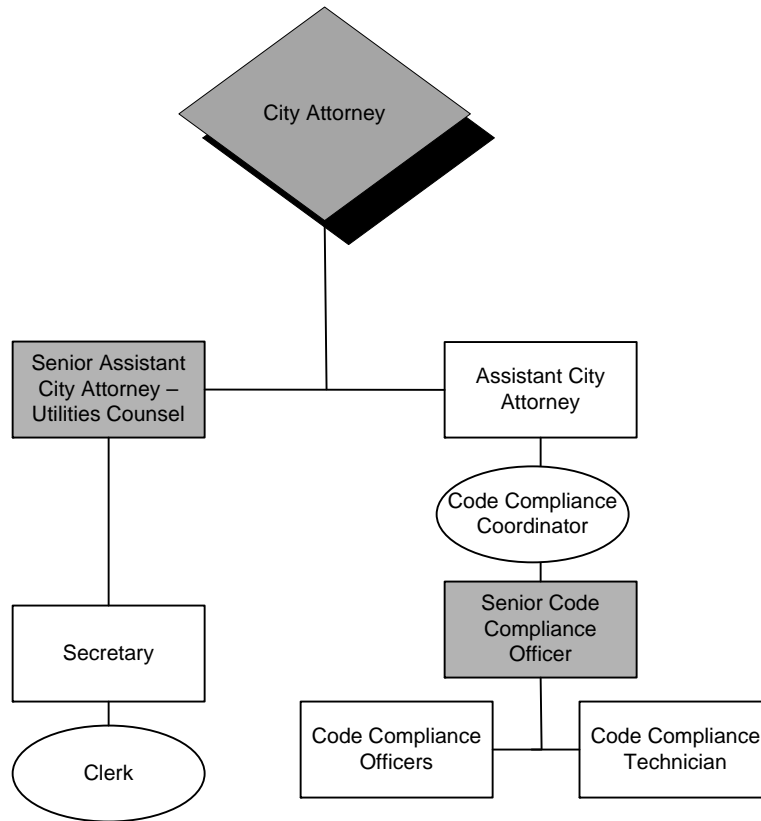 City Attorney
Senior Assistant
City Attorney –
Utilities Counsel
Assistant City
Attorney
Code Compliance
Coordinator
Senior Code
Compliance
Officer
Secretary
Code Compliance
Officers
Code Compliance
Technician
Clerk